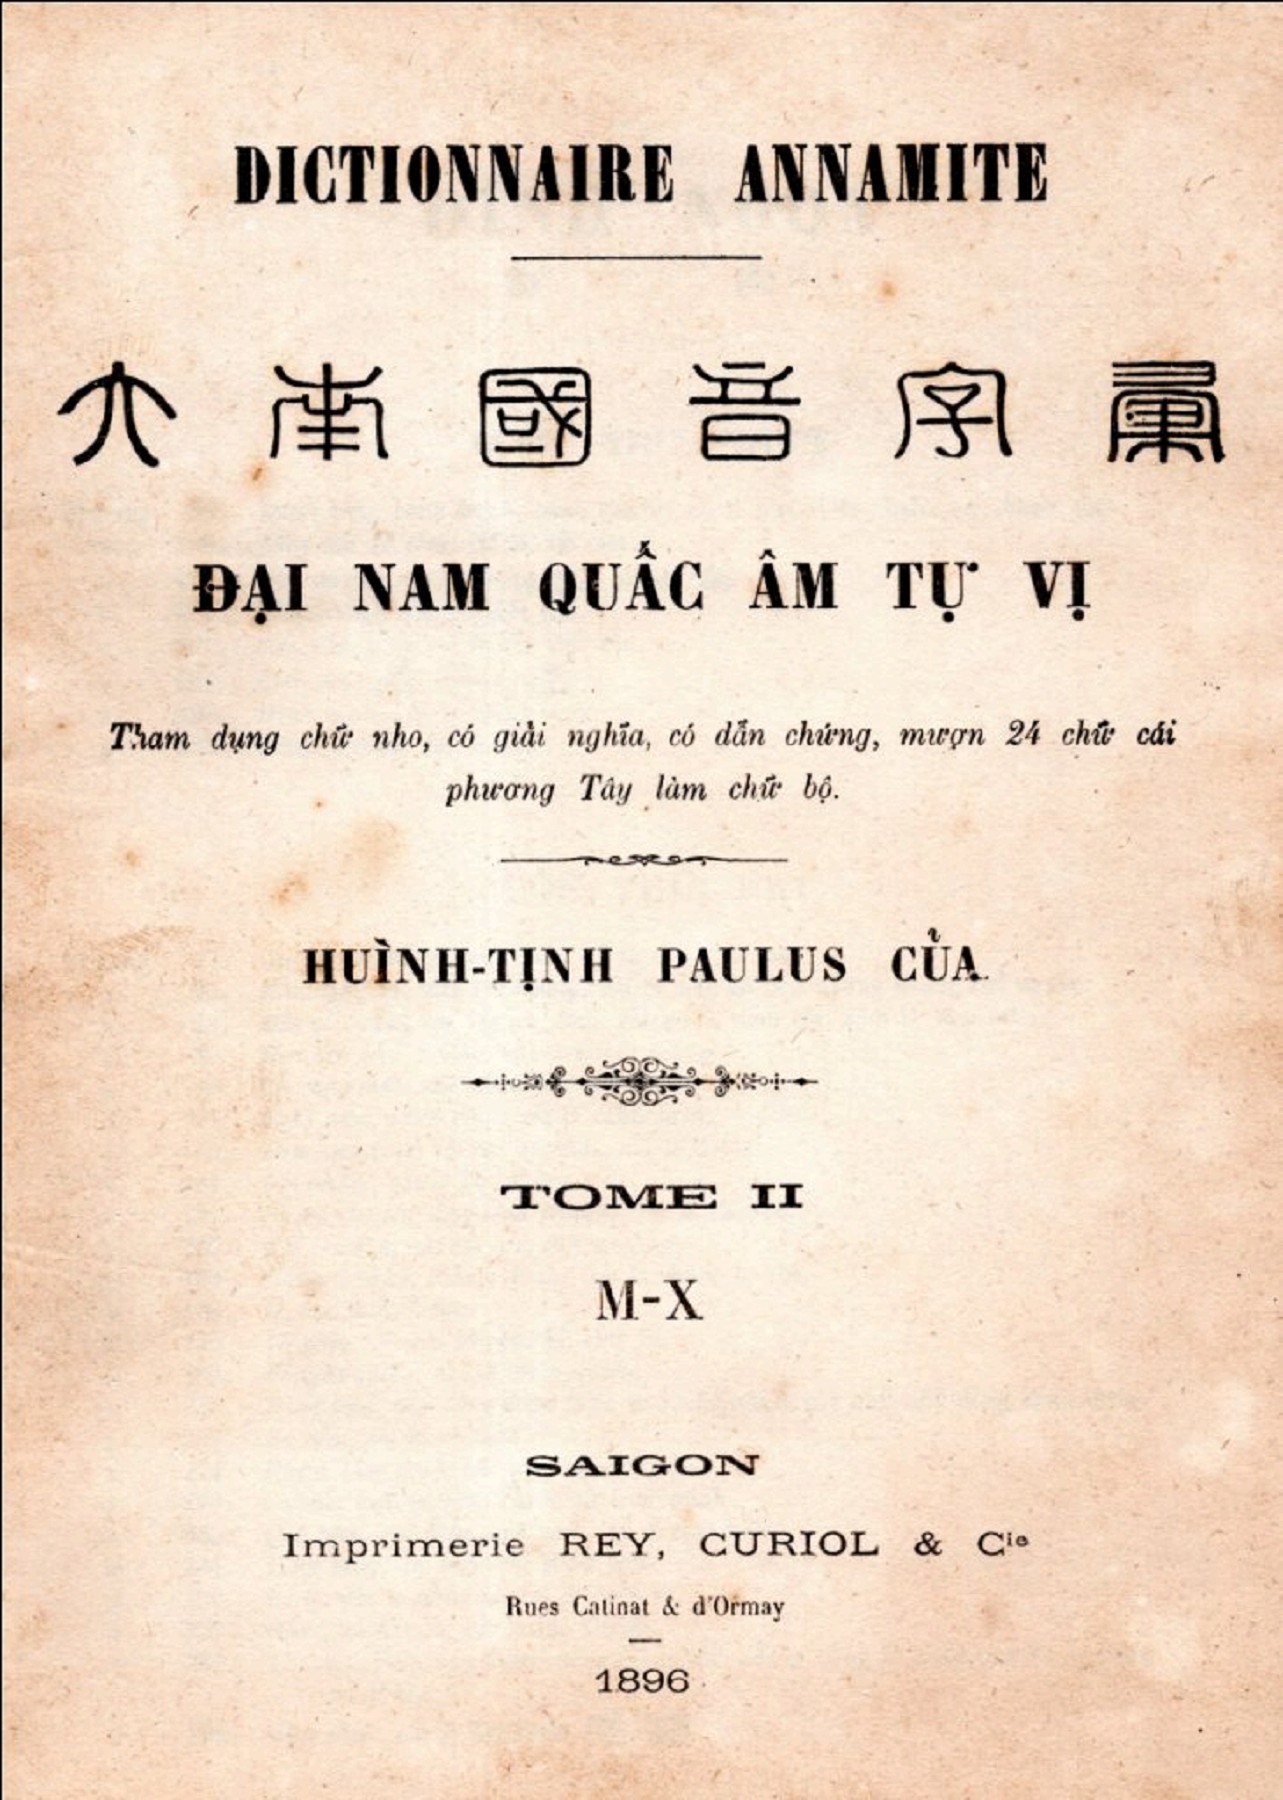 DICTIONNAIRE ANNAMITE
大南國音字彙
ĐẠI NAM QUẤC ÂM TỰ VỊ
Tham dụng chữ nho, có giải nghĩa, có dẫn chứng, mượn 24 chữ cái
phương Tây làm chữ bộ.
HUÌNH-TỊNH PAULUS CỦA
TOME II
M-X
SAIGON
Imprimerie REY, CURIOL & Cie
Rues Catinat & d'Ormay
1896